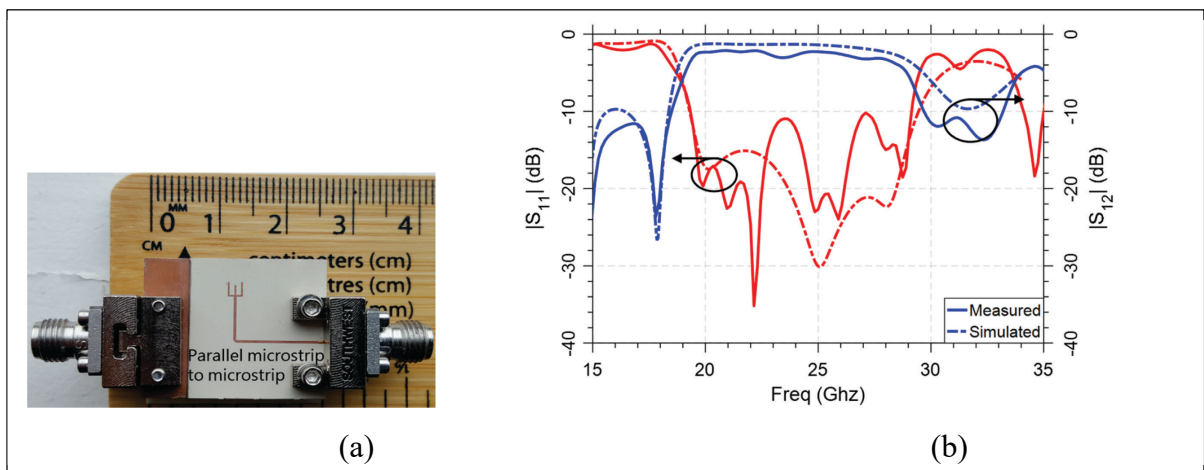 MM
0 1 2 3 4
CM
centimeters (cm)
tres (cm)
mm)
Parallel microstrip
to microstrip
SOUTHWEST
(a)
0
-10
-20
-30
-40
|S11| (dB)
0
-10
-20
-30
-40
|S12| (dB)
Measured
Simulated
15 20 25 30 35
Freq (Ghz)
(b)